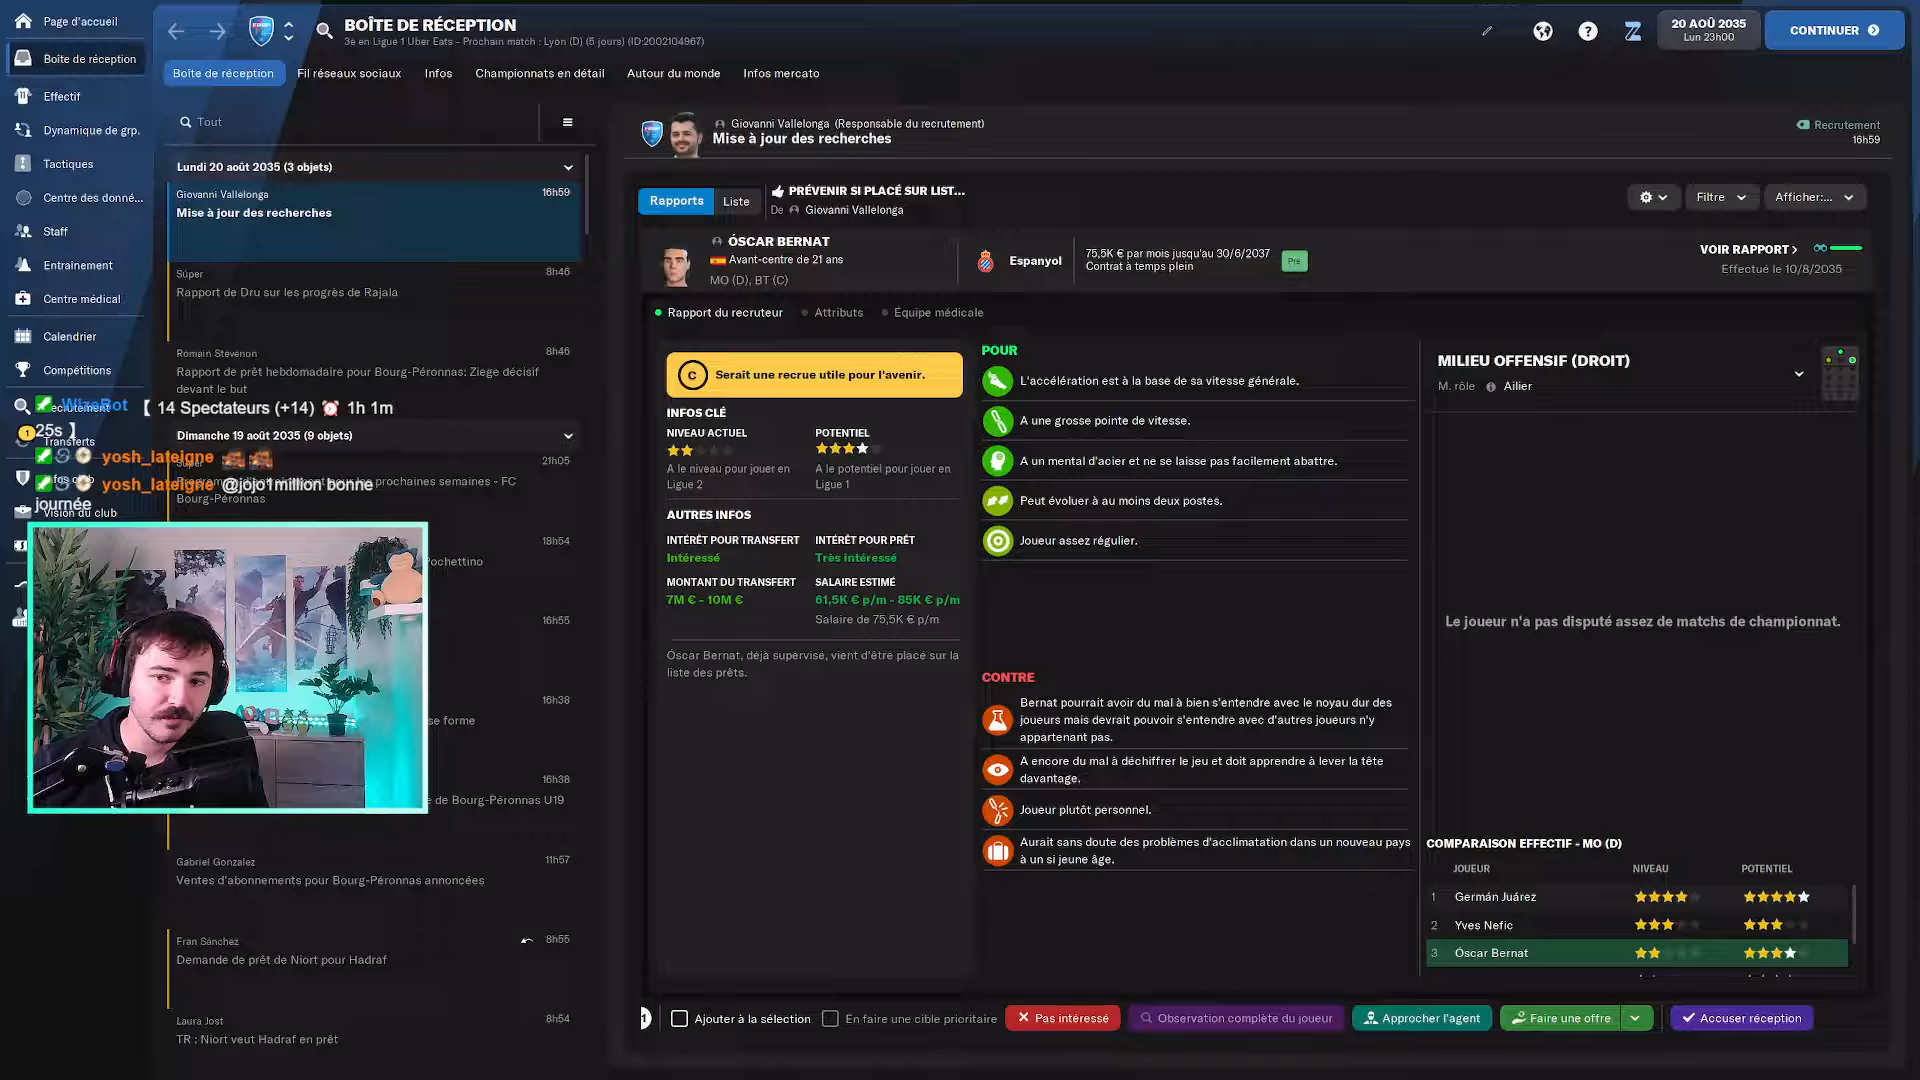 Page d'accueil
BOÎTE DE RÉCEPTION
3e en Ligue 1 Uber Eats - Prochain match : Lyon (D) (5 jours) (ID:2002104967)
20 AOÛ 2035
Lun 23h00
CONTINUER
Boîte de réception
Boîte de réception
Fil réseaux sociaux
Infos
Championnats en détail
Autour du monde
Infos mercato
Effectif
Dynamique de grp.
Tactiques
Centre des donné...
Staff
Entraînement
Centre médical
Calendrier
Compétitions
Transferts
Vision du club
WizeBot 【 14 Spectateurs (+14) ⏰ 1h 1m
25s 】
yosh_lateigne
yosh_lateigne @jojo1million bonne
journée
Tout
Lundi 20 août 2035 (3 objets)
Giovanni Vallelonga 16h59
Mise à jour des recherches
Súper 8h46
Rapport de Dru sur les progrès de Rajala
Romain Stevenon 8h46
Rapport de prêt hebdomadaire pour Bourg-Péronnas: Ziege décisif
devant le but
Dimanche 19 août 2035 (9 objets)
21h05
prochaines semaines - FC
Bourg-Péronnas
18h54
Pochettino
16h55
16h38
se forme
16h38
e de Bourg-Péronnas U19
Gabriel Gonzalez 11h57
Ventes d'abonnements pour Bourg-Péronnas annoncées
Fran Sánchez 8h55
Demande de prêt de Niort pour Hadraf
Laura Jost 8h54
TR : Niort veut Hadraf en prêt
Giovanni Vallelonga (Responsable du recrutement)
Mise à jour des recherches
Recrutement
16h59
Rapports
Liste
PRÉVENIR SI PLACÉ SUR LIST...
De Giovanni Vallelonga
Filtre
Afficher:...
ÓSCAR BERNAT
Avant-centre de 21 ans
MO (D), BT (C)
Espanyol
75,5K € par mois jusqu'au 30/6/2037
Contrat à temps plein
Pre
VOIR RAPPORT >
Effectué le 10/8/2035
Rapport du recruteur
Attributs
Équipe médicale
C Serait une recrue utile pour l'avenir.
INFOS CLÉ
NIVEAU ACTUEL
A le niveau pour jouer en
Ligue 2
POTENTIEL
A le potentiel pour jouer en
Ligue 1
AUTRES INFOS
INTÉRÊT POUR TRANSFERT
Intéressé
INTÉRÊT POUR PRÊT
Très intéressé
MONTANT DU TRANSFERT
7M € - 10M €
SALAIRE ESTIMÉ
61,5K € p/m - 85K € p/m
Salaire de 75,5K € p/m
Óscar Bernat, déjà supervisé, vient d'être placé sur la
liste des prêts.
POUR
L'accélération est à la base de sa vitesse générale.
A une grosse pointe de vitesse.
A un mental d'acier et ne se laisse pas facilement abattre.
Peut évoluer à au moins deux postes.
Joueur assez régulier.
CONTRE
Bernat pourrait avoir du mal à bien s'entendre avec le noyau dur des
joueurs mais devrait pouvoir s'entendre avec d'autres joueurs n'y
appartenant pas.
A encore du mal à déchiffrer le jeu et doit apprendre à lever la tête
davantage.
Joueur plutôt personnel.
Aurait sans doute des problèmes d'acclimatation dans un nouveau pays
à un si jeune âge.
MILIEU OFFENSIF (DROIT)
M. rôle Ailier
Le joueur n'a pas disputé assez de matchs de championnat.
COMPARAISON EFFECTIF - MO (D)
JOUEUR NIVEAU POTENTIEL
1 Germán Juárez
2 Yves Nefic
3 Óscar Bernat
Ajouter à la sélection
En faire une cible prioritaire
Pas intéressé
Observation complète du joueur
Approcher l'agent
Faire une offre
Accuser réception